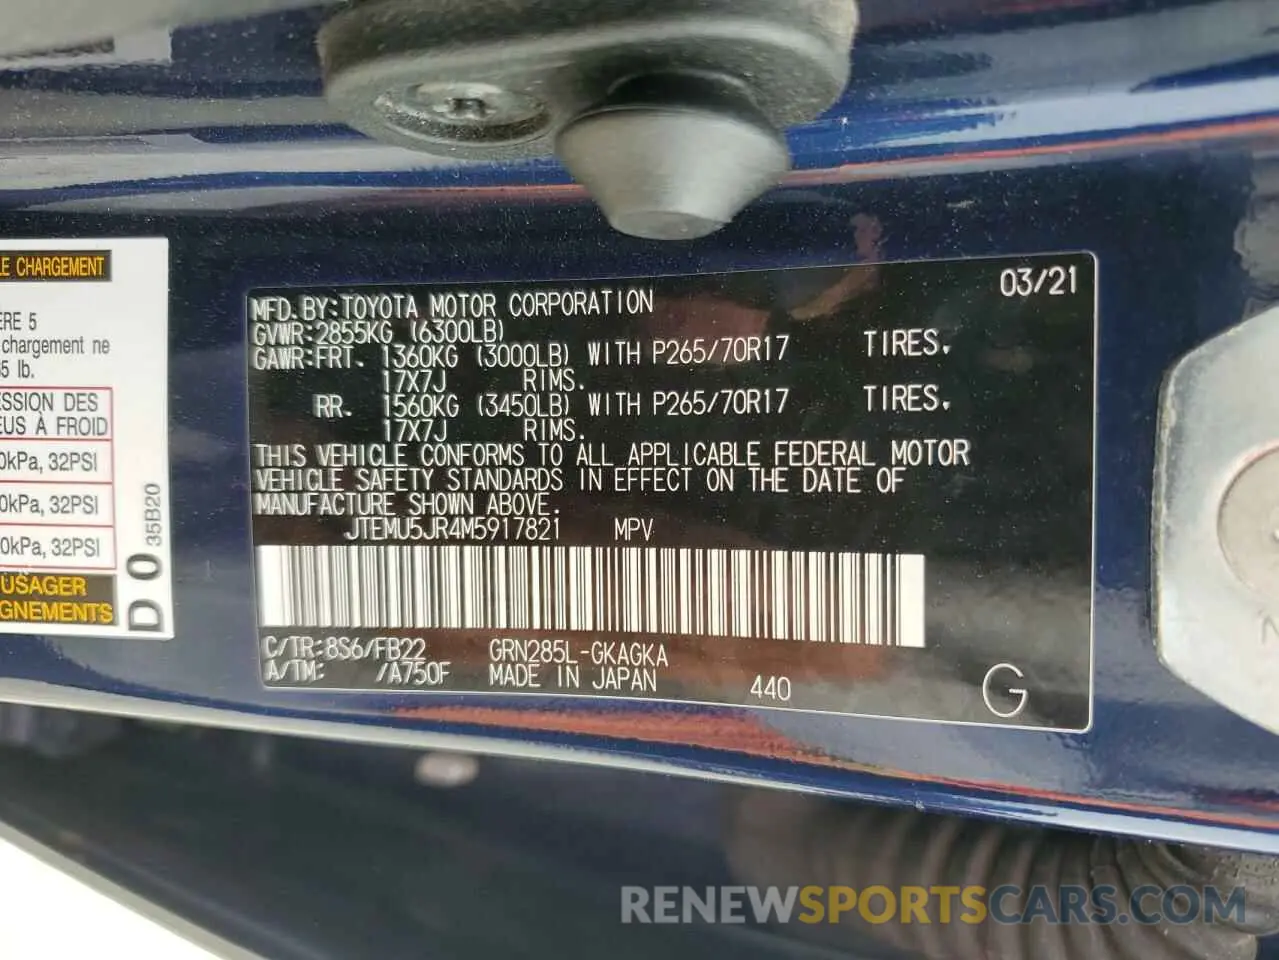 LE CHARGEMENT
ERE 5
chargement ne
5 lb.
ESSION DES
EUS À FROID
0kPa, 32PSI
0kPa, 32PSI
0kPa, 32PSI
USAGER
GNEMENTS
D 0 35B20
03/21
MFD. BY: TOYOTA MOTOR CORPORATION
GVWR: 2855KG (6300LB)
GAWR: FRT. 1360KG (3000LB) WITH P265/70R17 TIRES.
17X7J RIMS.
RR. 1560KG (3450LB) WITH P265/70R17 TIRES.
17X7J RIMS.
THIS VEHICLE CONFORMS TO ALL APPLICABLE FEDERAL MOTOR
VEHICLE SAFETY STANDARDS IN EFFECT ON THE DATE OF
MANUFACTURE SHOWN ABOVE.
JTEMU5JR4M5917821 MPV
C/TR: 8S6/FB22 GRN285L-GKAGKA
A/TM: /A750F MADE IN JAPAN 440
G
RENEWSPORTSCARS.COM